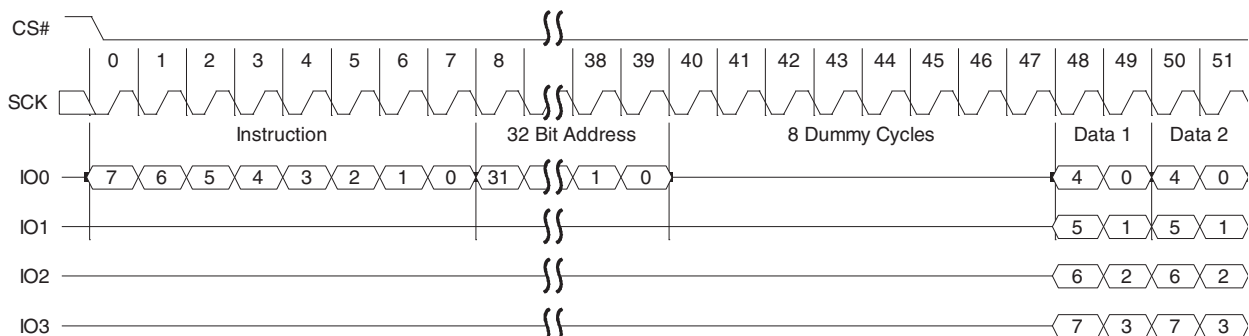 CS#
0 1 2 3 4 5 6 7 8 38 39 40 41 42 43 44 45 46 47 48 49 50 51
SCK
Instruction 32 Bit Address 8 Dummy Cycles Data 1 Data 2
IO0 7 6 5 4 3 2 1 0 31 1 0 4 0 4 0
IO1 5 1 5 1
IO2 6 2 6 2
IO3 7 3 7 3